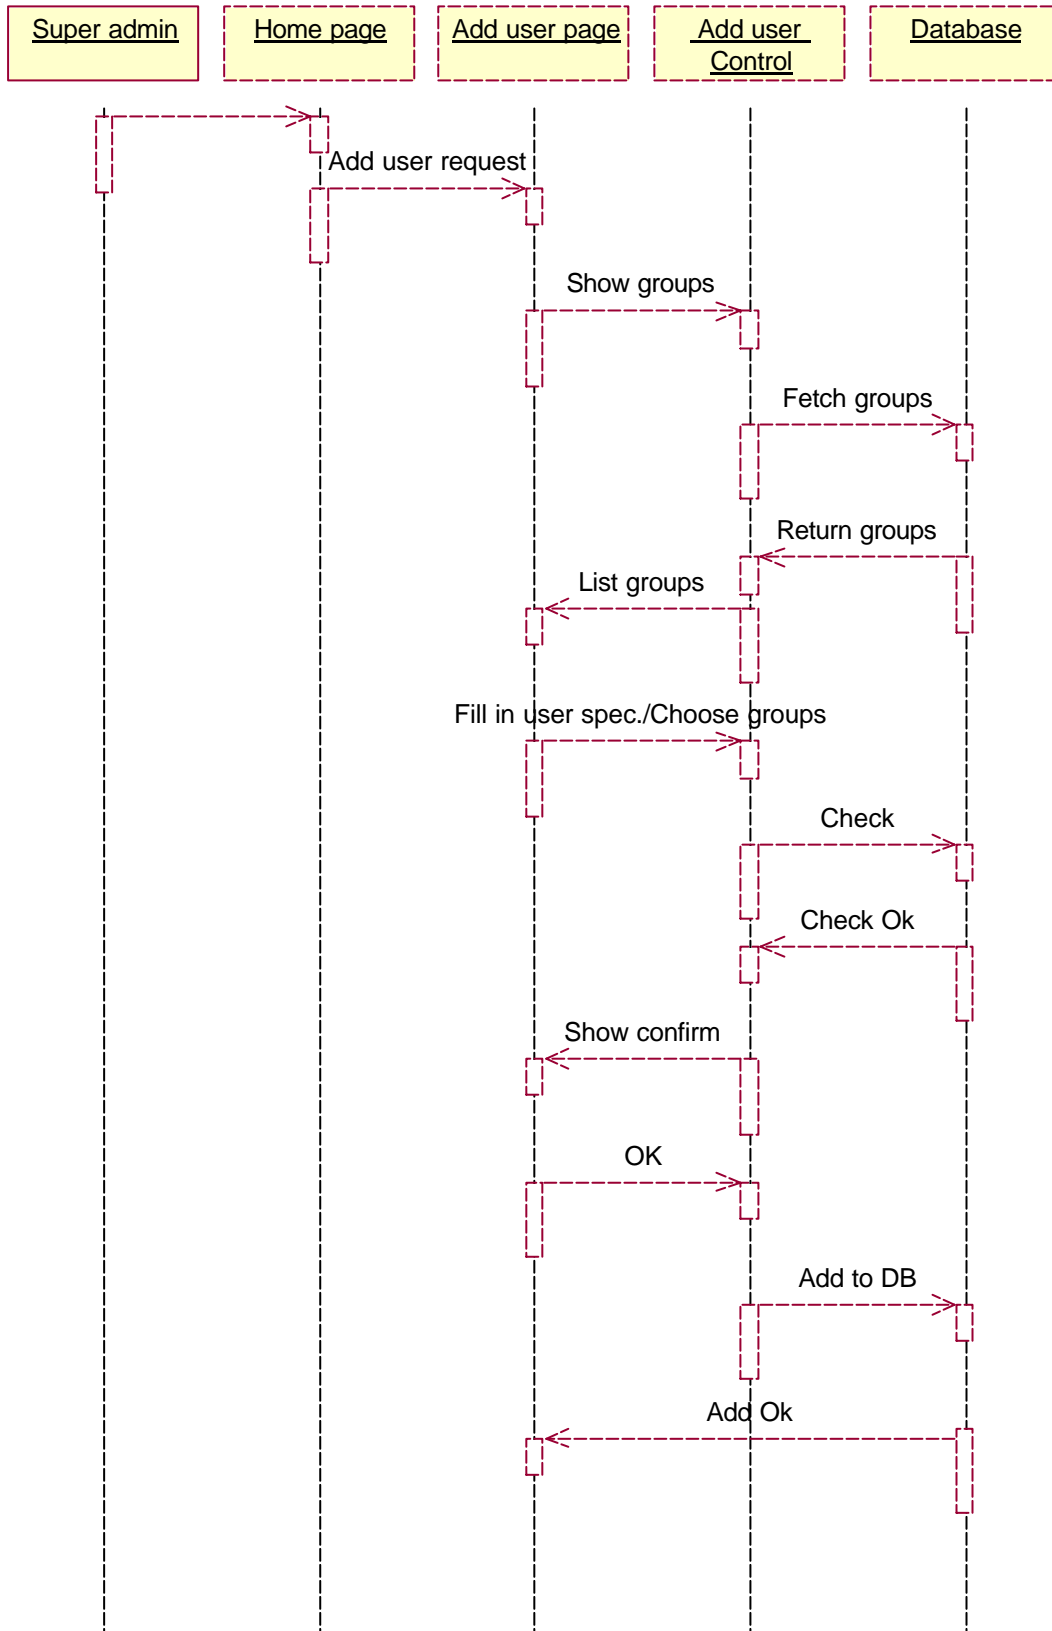 Super admin
Home page
Add user page
Add user
Control
Database
Add user request
Show groups
Fetch groups
Return groups
List groups
Fill in user spec./Choose groups
Check
Check Ok
Show confirm
OK
Add to DB
Add Ok